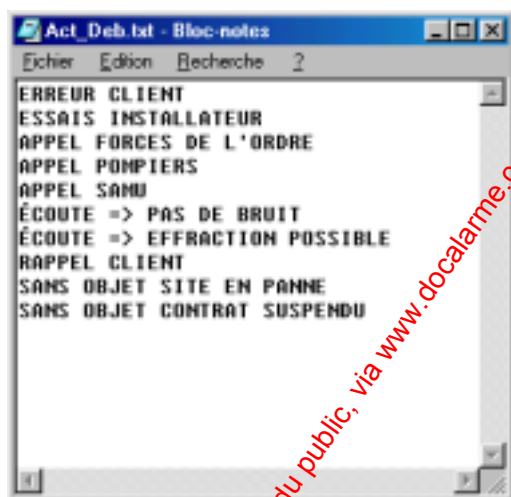 Act_Deb.txt - Bloc-notes
Fichier Edition Recherche ?
ERREUR CLIENT
ESSAIS INSTALLATEUR
APPEL FORCES DE L'ORDRE
APPEL POMPIERS
APPEL SAMU
ÉCOUTE => PAS DE BRUIT
ÉCOUTE => EFFRACTION POSSIBLE
RAPPEL CLIENT
SANS OBJET SITE EN PANNE
SANS OBJET CONTRAT SUSPENDU
du public, via www.docalarme.c